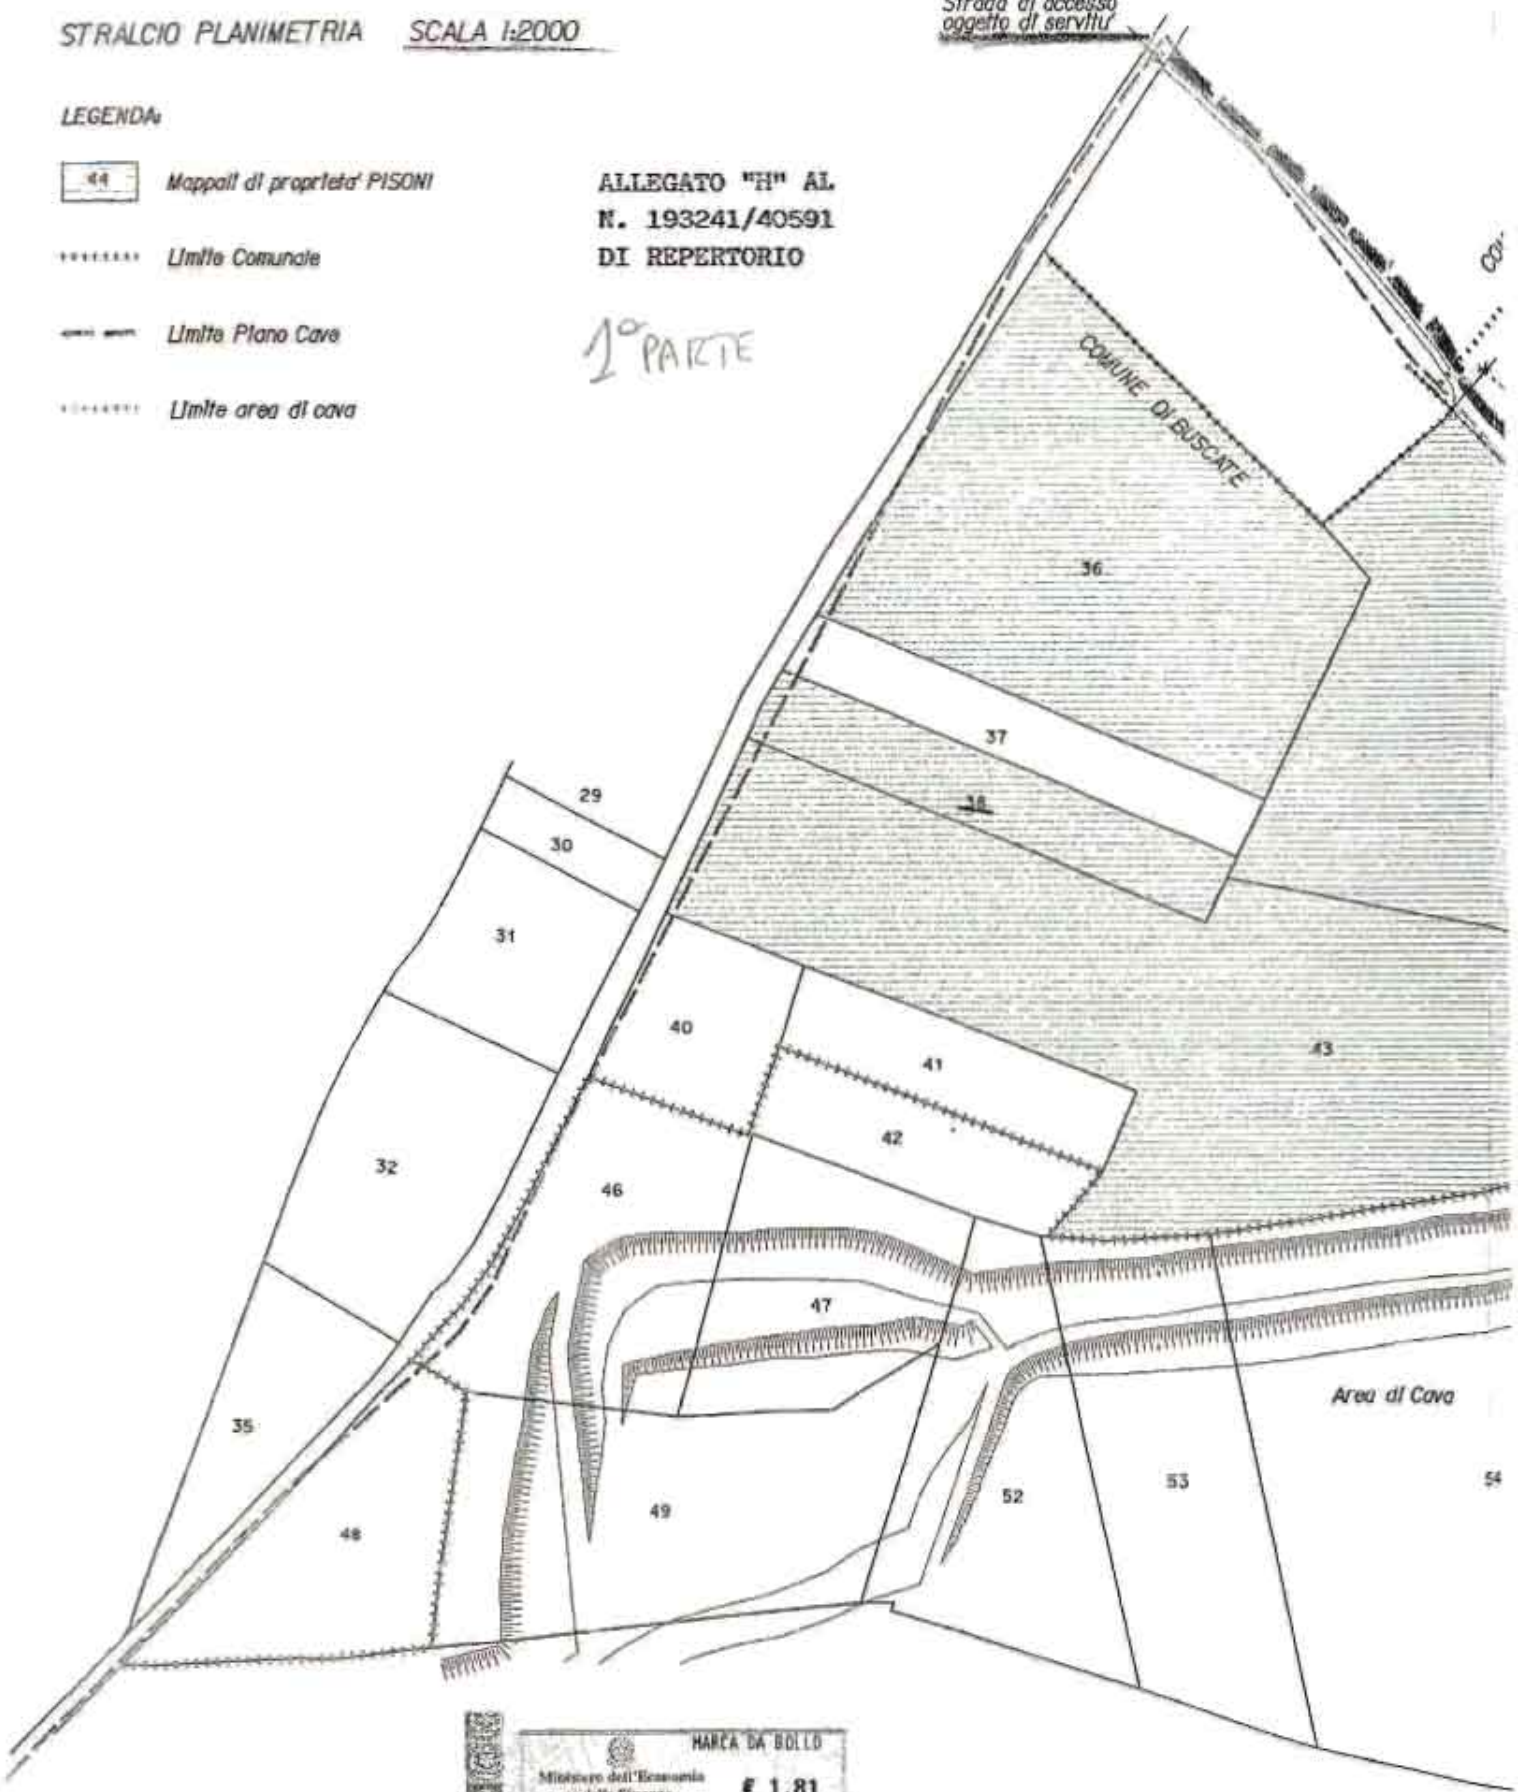 Strada di accesso
oggetto di servitu'
STRALCIO PLANIMETRIA SCALA 1:2000
LEGENDA:
44 Mappali di proprieta' PISONI
Limite Comunale
Limite Piano Cave
Limite area di cava
ALLEGATO "H" AL
N. 193241/40591
DI REPERTORIO
1° PARTE
COMUNE DI BUSCATE
36
37
38
29
30
31
40
41
43
42
32
46
47
Area di Cava
35
53
54
52
49
48
MARCA DA BOLLO
Ministero dell'Economia
€ 1,81